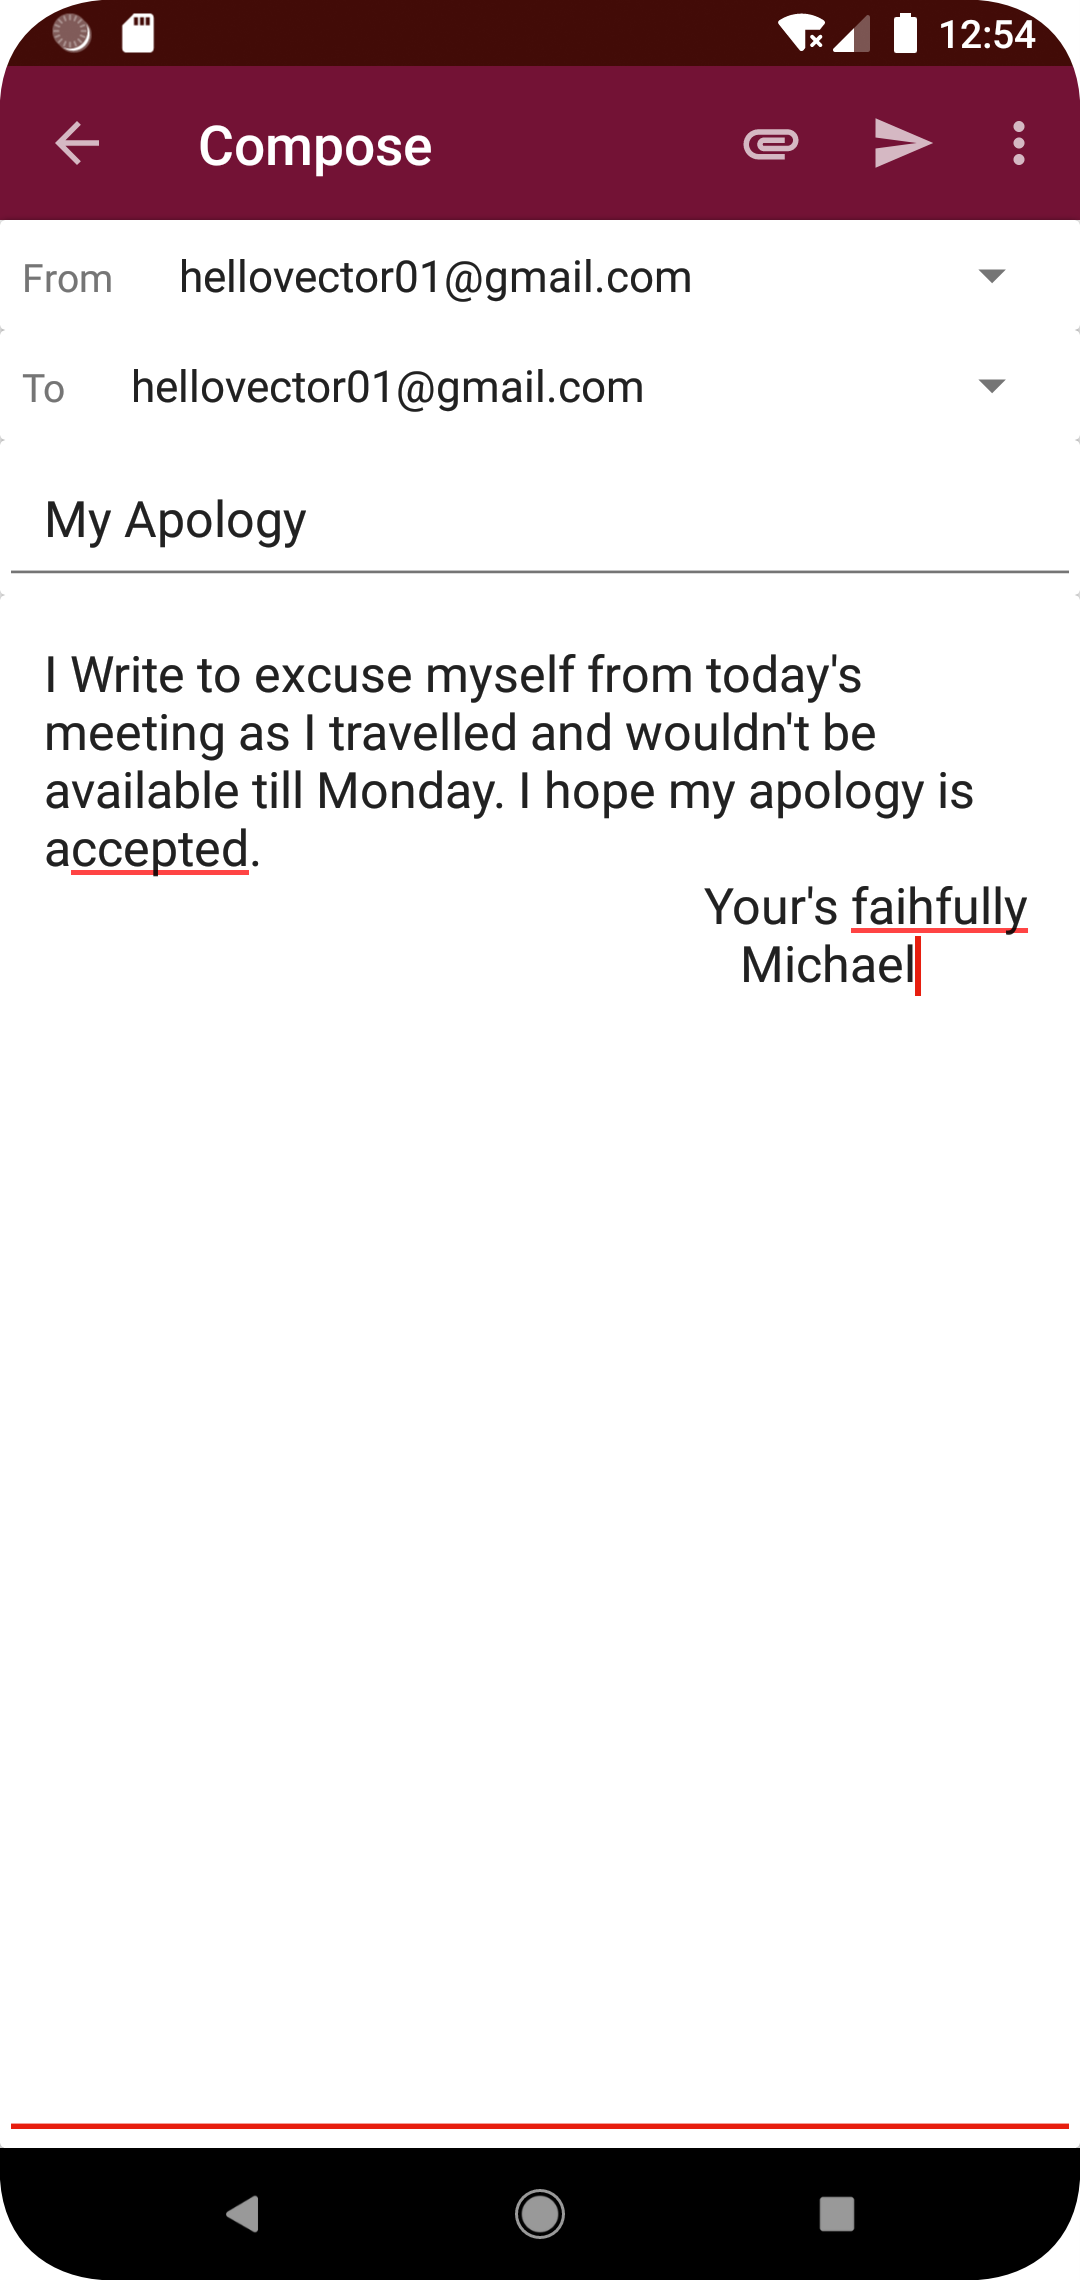 12:54
Compose
From hellovector01@gmail.com
To hellovector01@gmail.com
My Apology
I Write to excuse myself from today's
meeting as I travelled and wouldn't be
available till Monday. I hope my apology is
accepted.
Your's faihfully
Michael